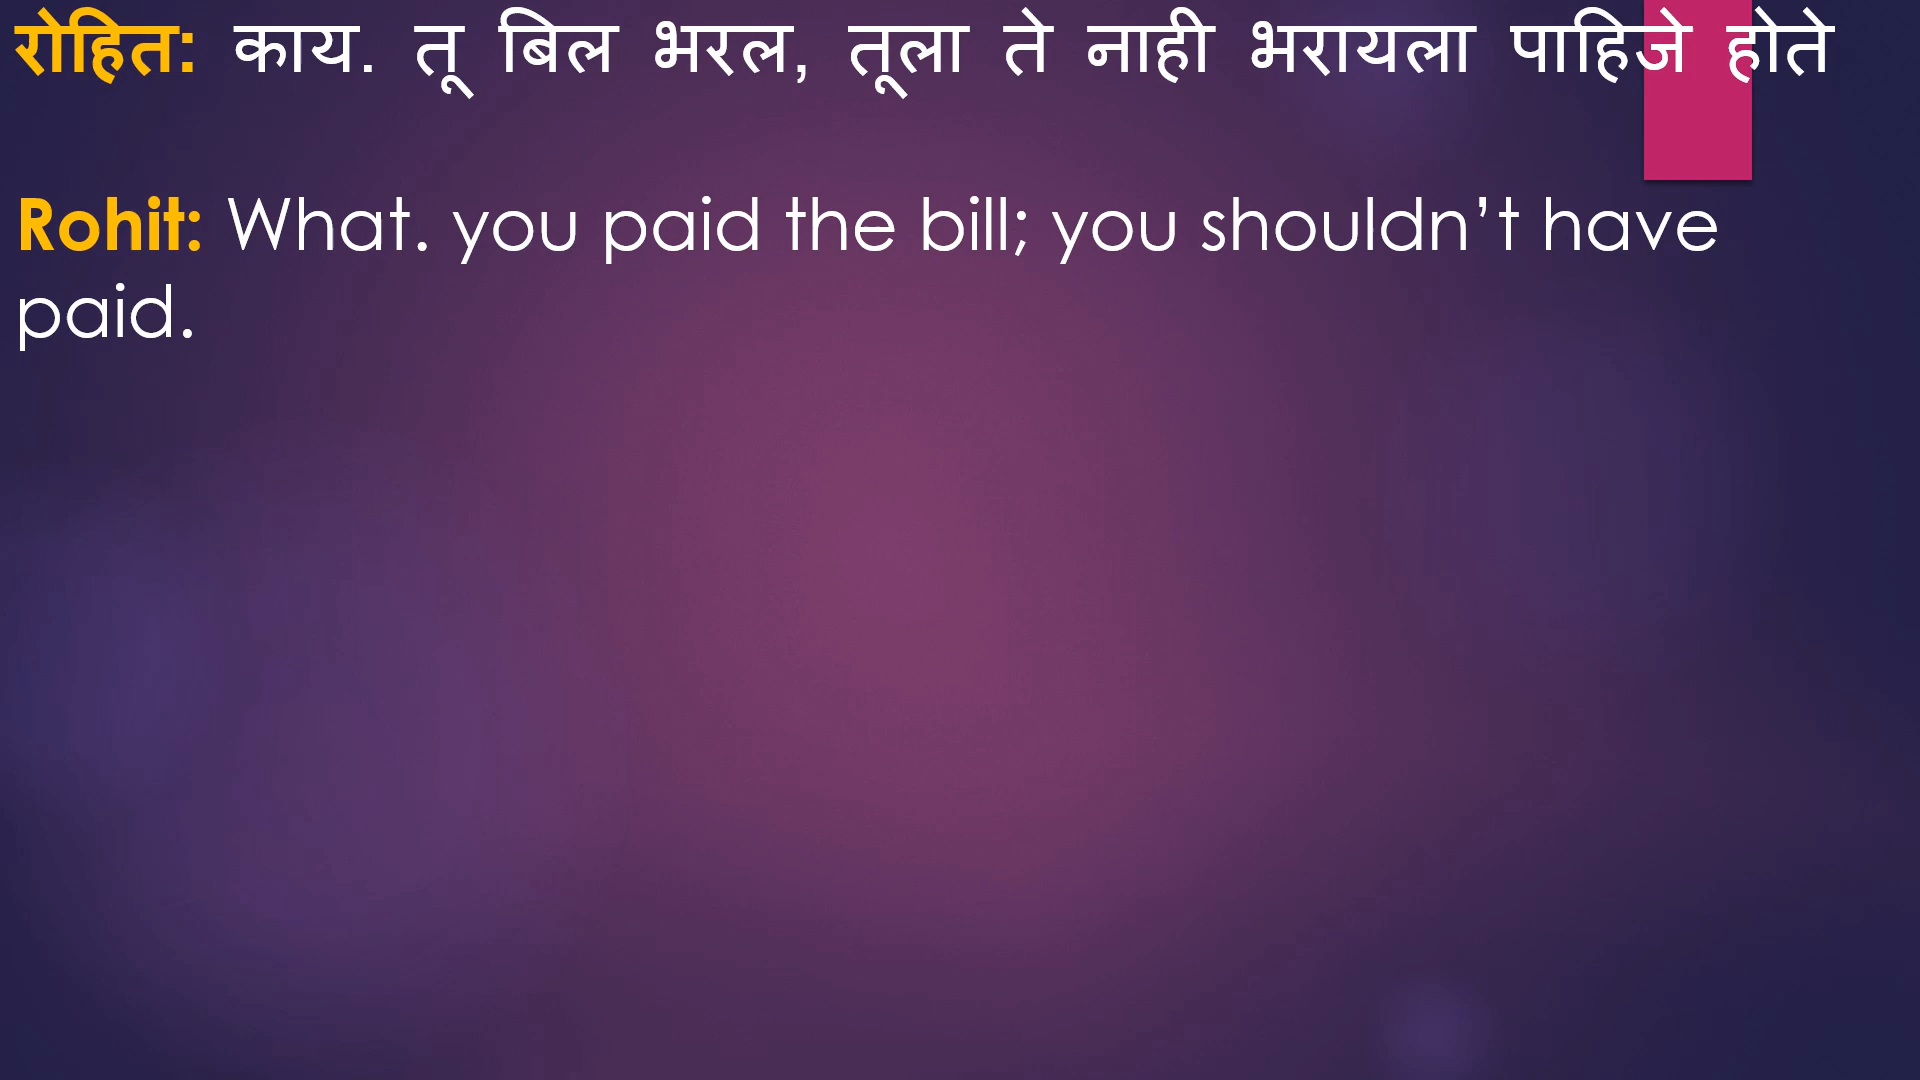 रोहित: काय. तू बिल भरल, तूला ते नाही भरायला पाहिजे होते
Rohit: What. you paid the bill; you shouldn’t have
paid.